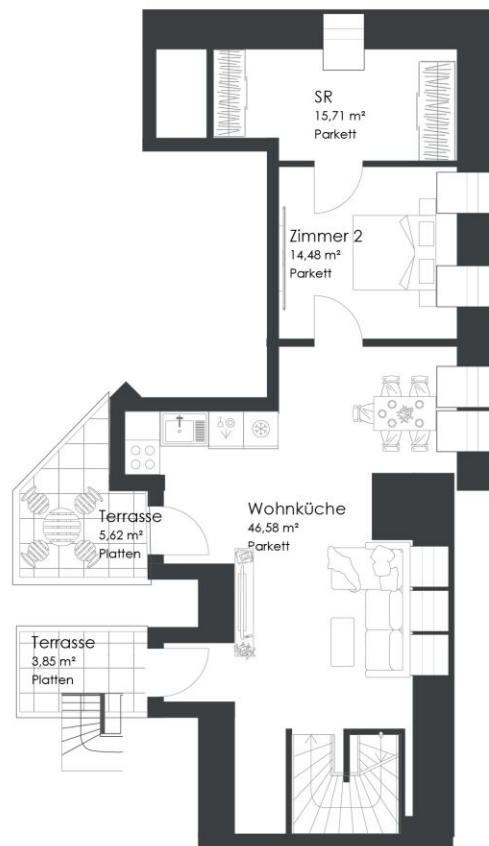 SR
15,71 m²
Parkett
Zimmer 2
14,48 m²
Parkett
Wohnküche
46,58 m²
Parkett
Terrasse
5,62 m²
Platten
Terrasse
3,85 m²
Platten